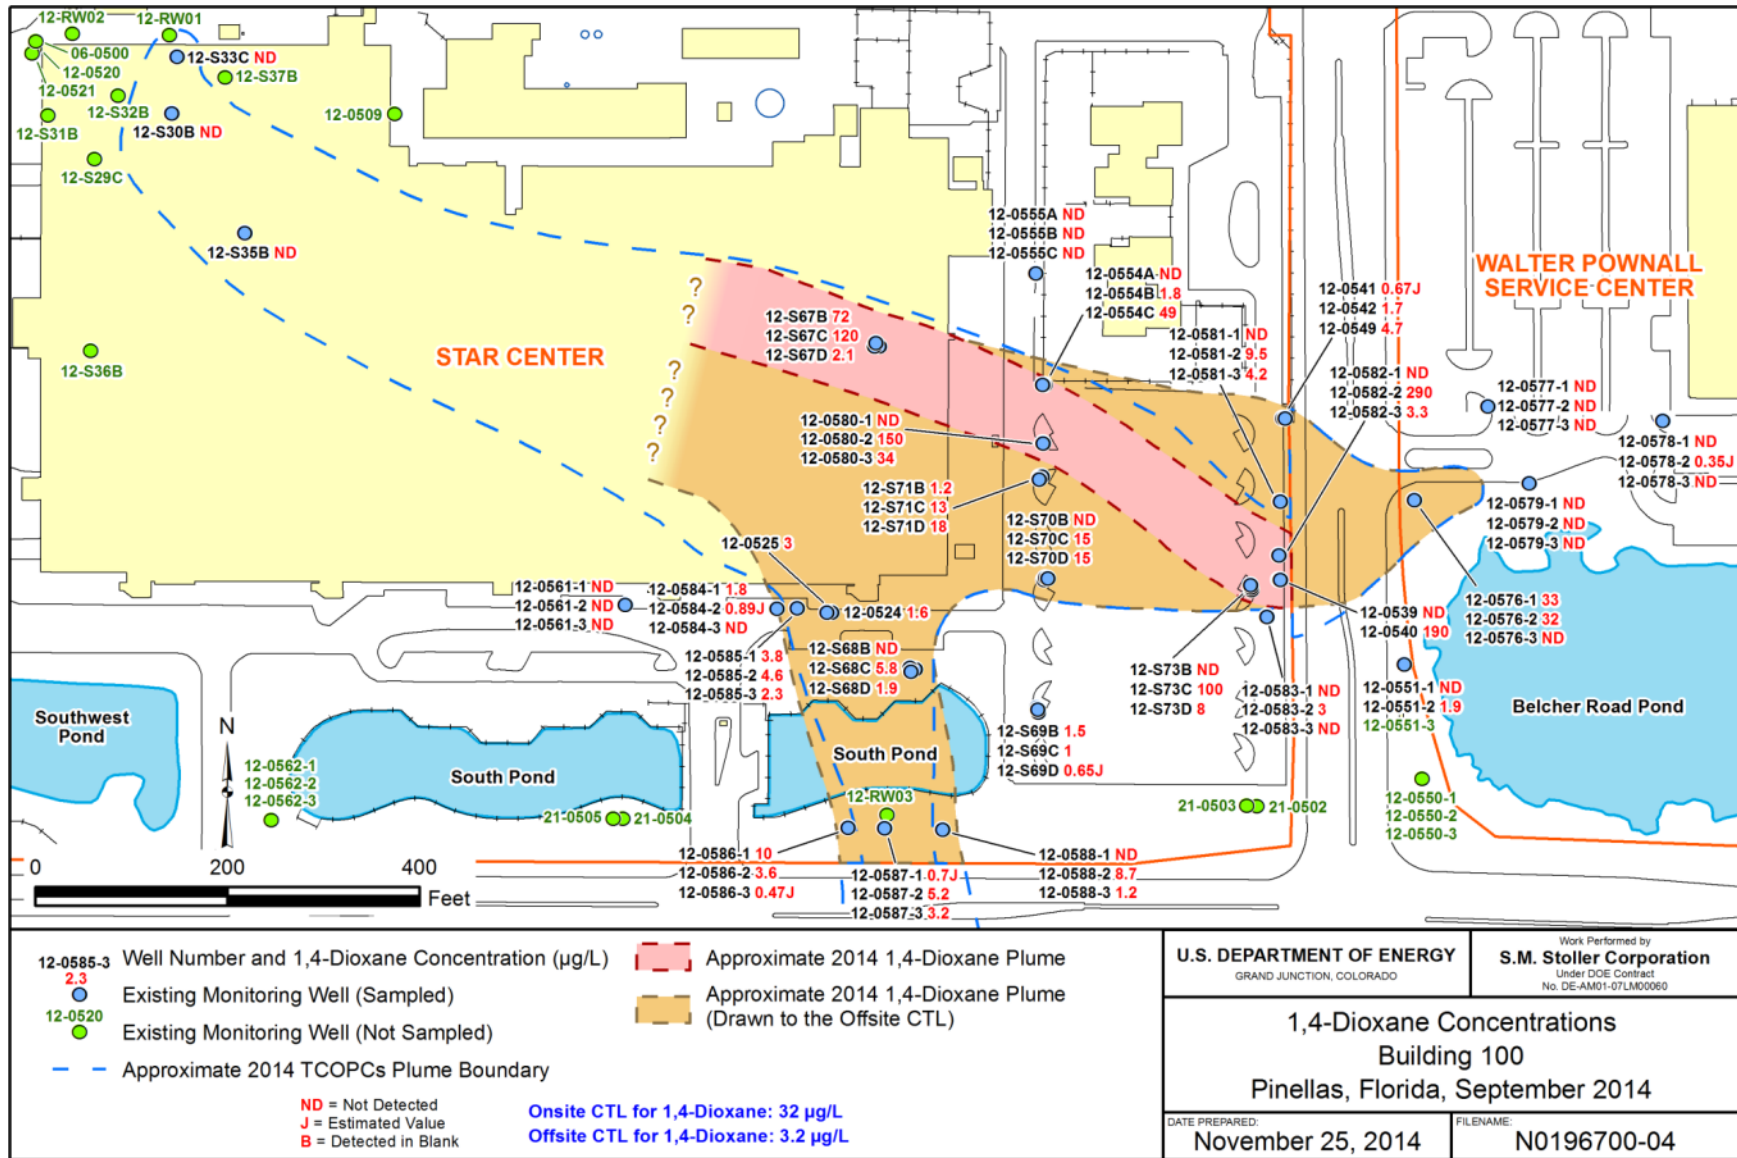 12-RW02
12-RW01
06-0500
12-0520
12-0521
12-S33C ND
12-S37B
12-S32B
12-S31B
12-S30B ND
12-0509
12-S29C
12-S35B ND
12-S36B
STAR CENTER
?
?
?
?
?
?
12-S67B 72
12-S67C 120
12-S67D 2.1
12-0555A ND
12-0555B ND
12-0555C ND
12-0554A ND
12-0554B 1.8
12-0554C 49
12-0581-1 ND
12-0581-2 9.5
12-0581-3 4.2
12-0541 0.67J
12-0542 1.7
12-0549 4.7
12-0582-1 ND
12-0582-2 290
12-0582-3 3.3
WALTER POWNALL
SERVICE CENTER
12-0577-1 ND
12-0577-2 ND
12-0577-3 ND
12-0578-1 ND
12-0578-2 0.35J
12-0578-3 ND
12-0579-1 ND
12-0579-2 ND
12-0579-3 ND
12-0580-1 ND
12-0580-2 150
12-0580-3 34
12-S71B 1.2
12-S71C 13
12-S71D 18
12-S70B ND
12-S70C 15
12-S70D 15
12-0525 3
12-0524 1.6
12-0561-1 ND
12-0561-2 ND
12-0561-3 ND
12-0584-1 1.8
12-0584-2 0.89J
12-0584-3 ND
12-0585-1 3.8
12-0585-2 4.6
12-0585-3 2.3
12-S68B ND
12-S68C 5.8
12-S68D 1.9
12-0539 ND
12-0540 190
12-0576-1 33
12-0576-2 32
12-0576-3 ND
12-S73B ND
12-S73C 100
12-S73D 8
12-0583-1 ND
12-0583-2 3
12-0583-3 ND
12-0551-1 ND
12-0551-2 1.9
12-0551-3
Belcher Road Pond
12-S69B 1.5
12-S69C 1
12-S69D 0.65J
Southwest
Pond
N
South Pond
South Pond
12-0562-1
12-0562-2
12-0562-3
21-0505
21-0504
12-RW03
21-0503
21-0502
12-0550-1
12-0550-2
12-0550-3
12-0586-1 10
12-0586-2 3.6
12-0586-3 0.47J
12-0587-1 0.7J
12-0587-2 5.2
12-0587-3 3.2
12-0588-1 ND
12-0588-2 8.7
12-0588-3 1.2
0 200 400
Feet
12-0585-3
2.3
Well Number and 1,4-Dioxane Concentration (µg/L)
Existing Monitoring Well (Sampled)
12-0520
Existing Monitoring Well (Not Sampled)
Approximate 2014 TCOPCs Plume Boundary
Approximate 2014 1,4-Dioxane Plume
Approximate 2014 1,4-Dioxane Plume
(Drawn to the Offsite CTL)
ND = Not Detected
J = Estimated Value
B = Detected in Blank
Onsite CTL for 1,4-Dioxane: 32 µg/L
Offsite CTL for 1,4-Dioxane: 3.2 µg/L
U.S. DEPARTMENT OF ENERGY
GRAND JUNCTION, COLORADO
Work Performed by
S.M. Stoller Corporation
Under DOE Contract
No. DE-AM01-07LM00060
1,4-Dioxane Concentrations
Building 100
Pinellas, Florida, September 2014
DATE PREPARED:
November 25, 2014
FILENAME:
N0196700-04